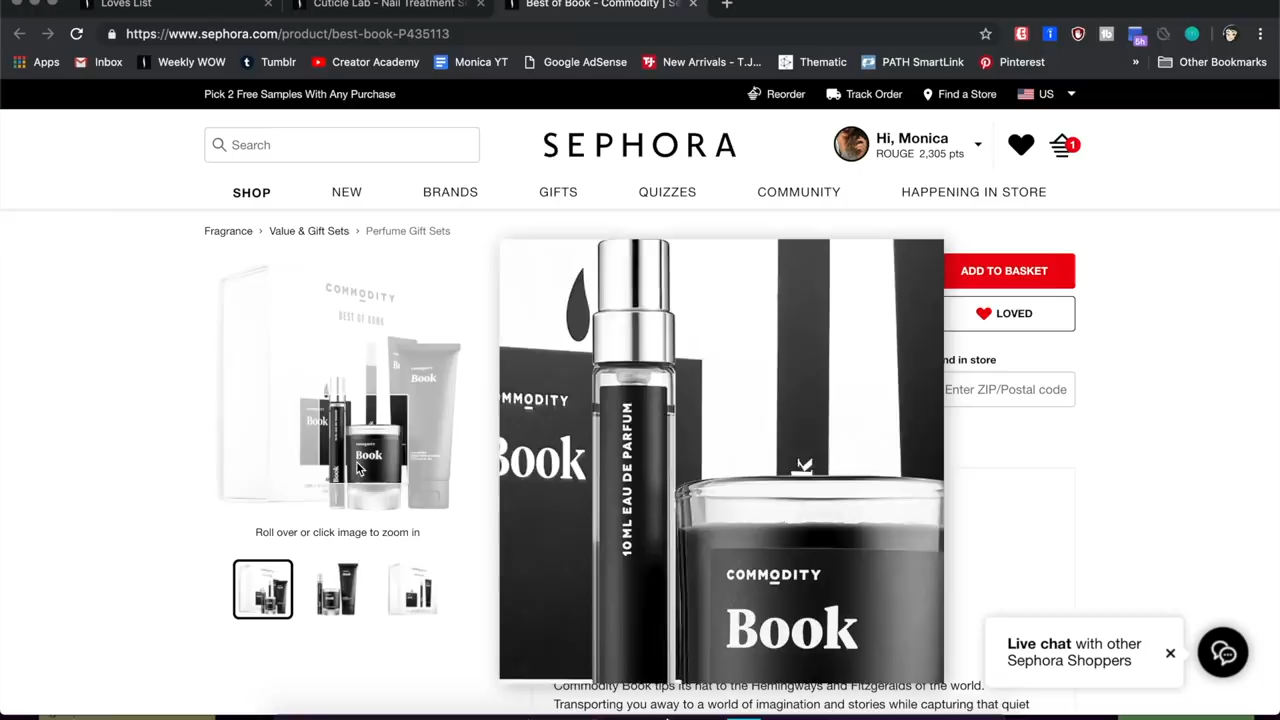 Loves List
Cuticle Lab - Nail Treatment S
Best of Book - Commodity | Se
https://www.sephora.com/product/best-book-P435113
5h
Apps
Inbox
Weekly WOW
Tumblr
Creator Academy
Monica YT
Google AdSense
New Arrivals - T.J...
Thematic
PATH SmartLink
Pinterest
»
Other Bookmarks
Pick 2 Free Samples With Any Purchase
Reorder
Track Order
Find a Store
US
Search
SEPHORA
Hi, Monica
ROUGE 2,305 pts
1
SHOP
NEW
BRANDS
GIFTS
QUIZZES
COMMUNITY
HAPPENING IN STORE
Fragrance > Value & Gift Sets > Perfume Gift Sets
COMMODITY
BEST OF BOOK
Book
Book
Book
Roll over or click image to zoom in
MMODITY
Book
10ML EAU DE PARFUM
COMMODITY
Book
ADD TO BASKET
LOVED
nd in store
Enter ZIP/Postal code
Live chat with other
Sephora Shoppers
Commodity Book tips its hat to the Hemingways and Fitzgeralds of the world.
Transporting you away to a world of imagination and stories while capturing that quiet